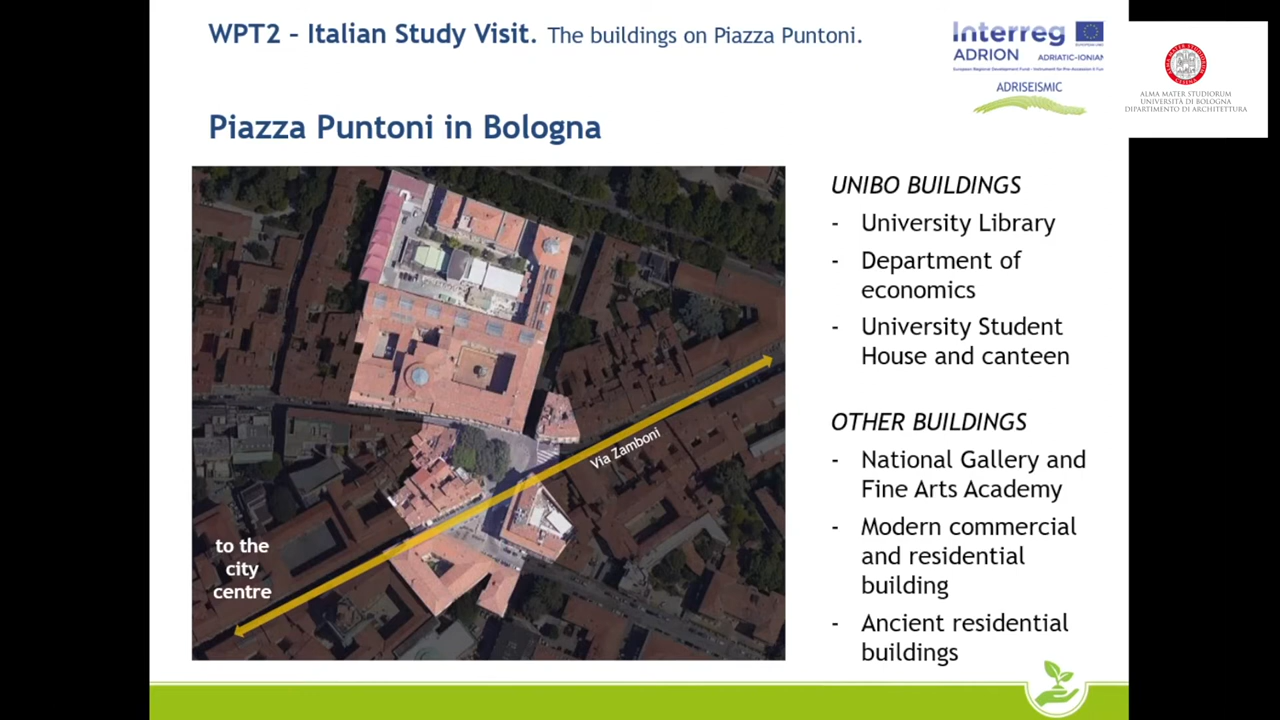 WPT2 – Italian Study Visit. The buildings on Piazza Puntoni.
Interreg
ADRION ADRIATIC-IONIAN
ADRISEISMIC
ALMA MATER STUDIORUM
UNIVERSITÀ DI BOLOGNA
DIPARTIMENTO DI ARCHITETTURA
Piazza Puntoni in Bologna
Via Zamboni
to the
city
centre
UNIBO BUILDINGS
- University Library
- Department of
economics
- University Student
House and canteen
OTHER BUILDINGS
- National Gallery and
Fine Arts Academy
- Modern commercial
and residential
building
- Ancient residential
buildings